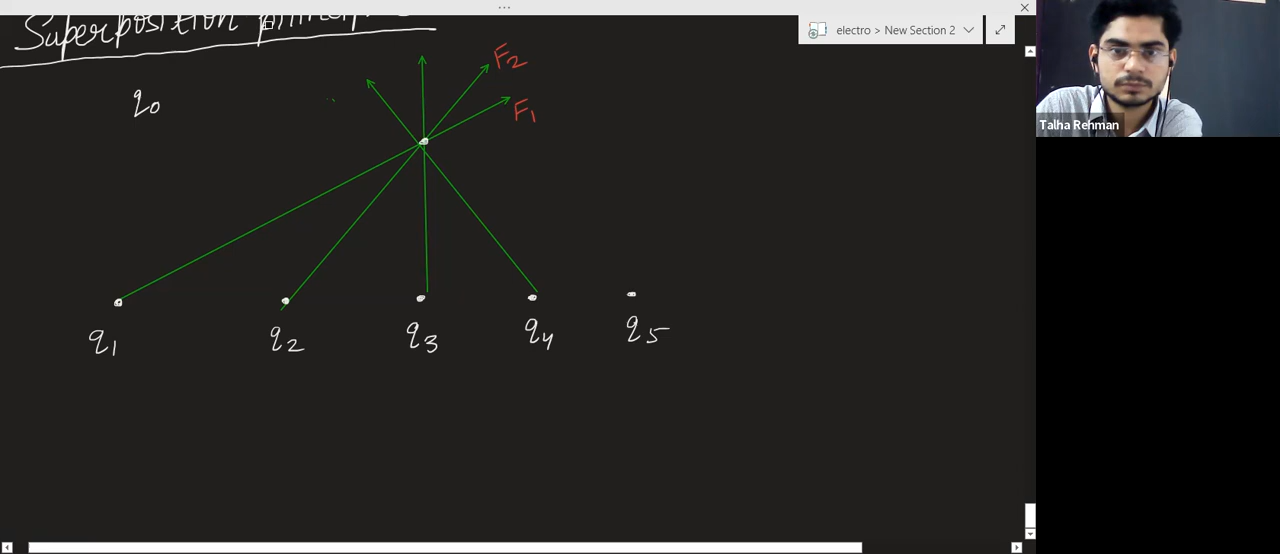 Superposition
electro > New Section 2
F2
F1
q0
Talha Rehman
q1 q2 q3 q4 q5